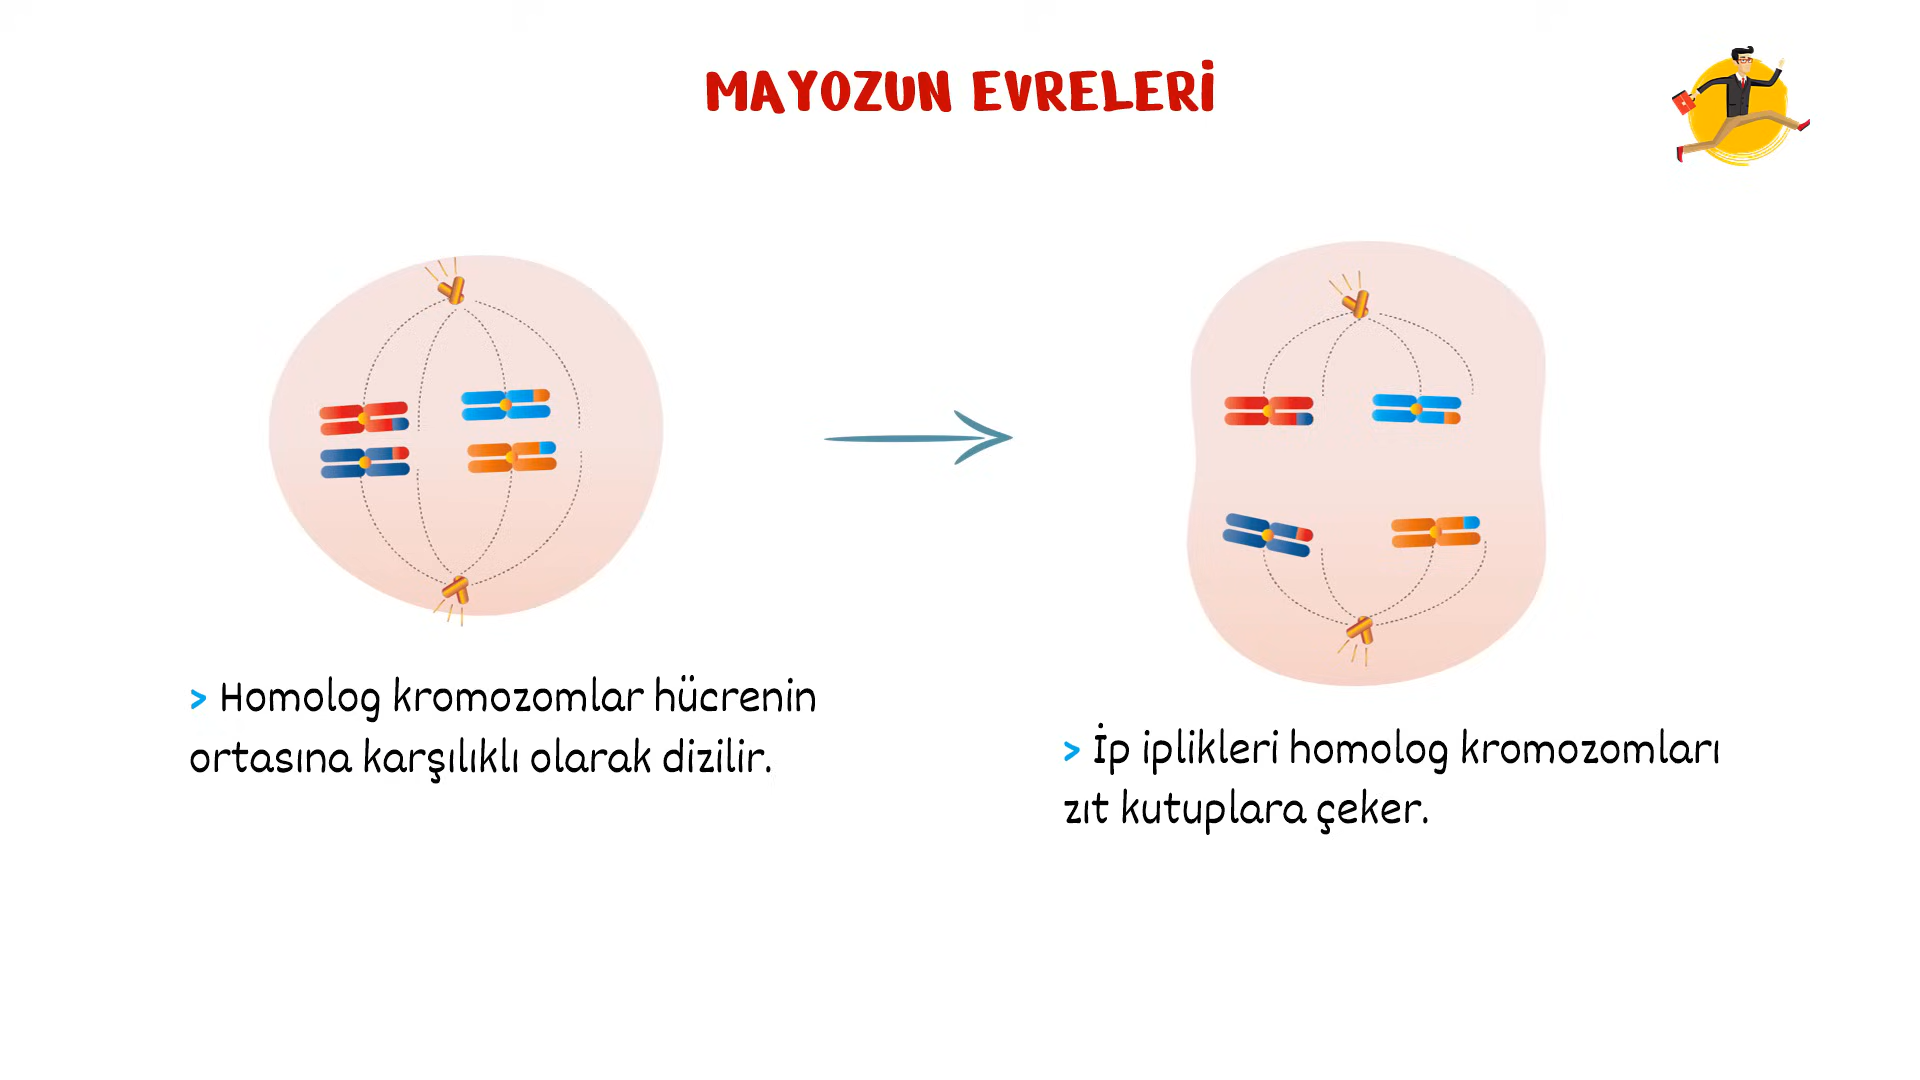 MAYOZUN EVRELERİ
> Homolog kromozomlar hücrenin
ortasına karşılıklı olarak dizilir.
> İp iplikleri homolog kromozomları
zıt kutuplara çeker.